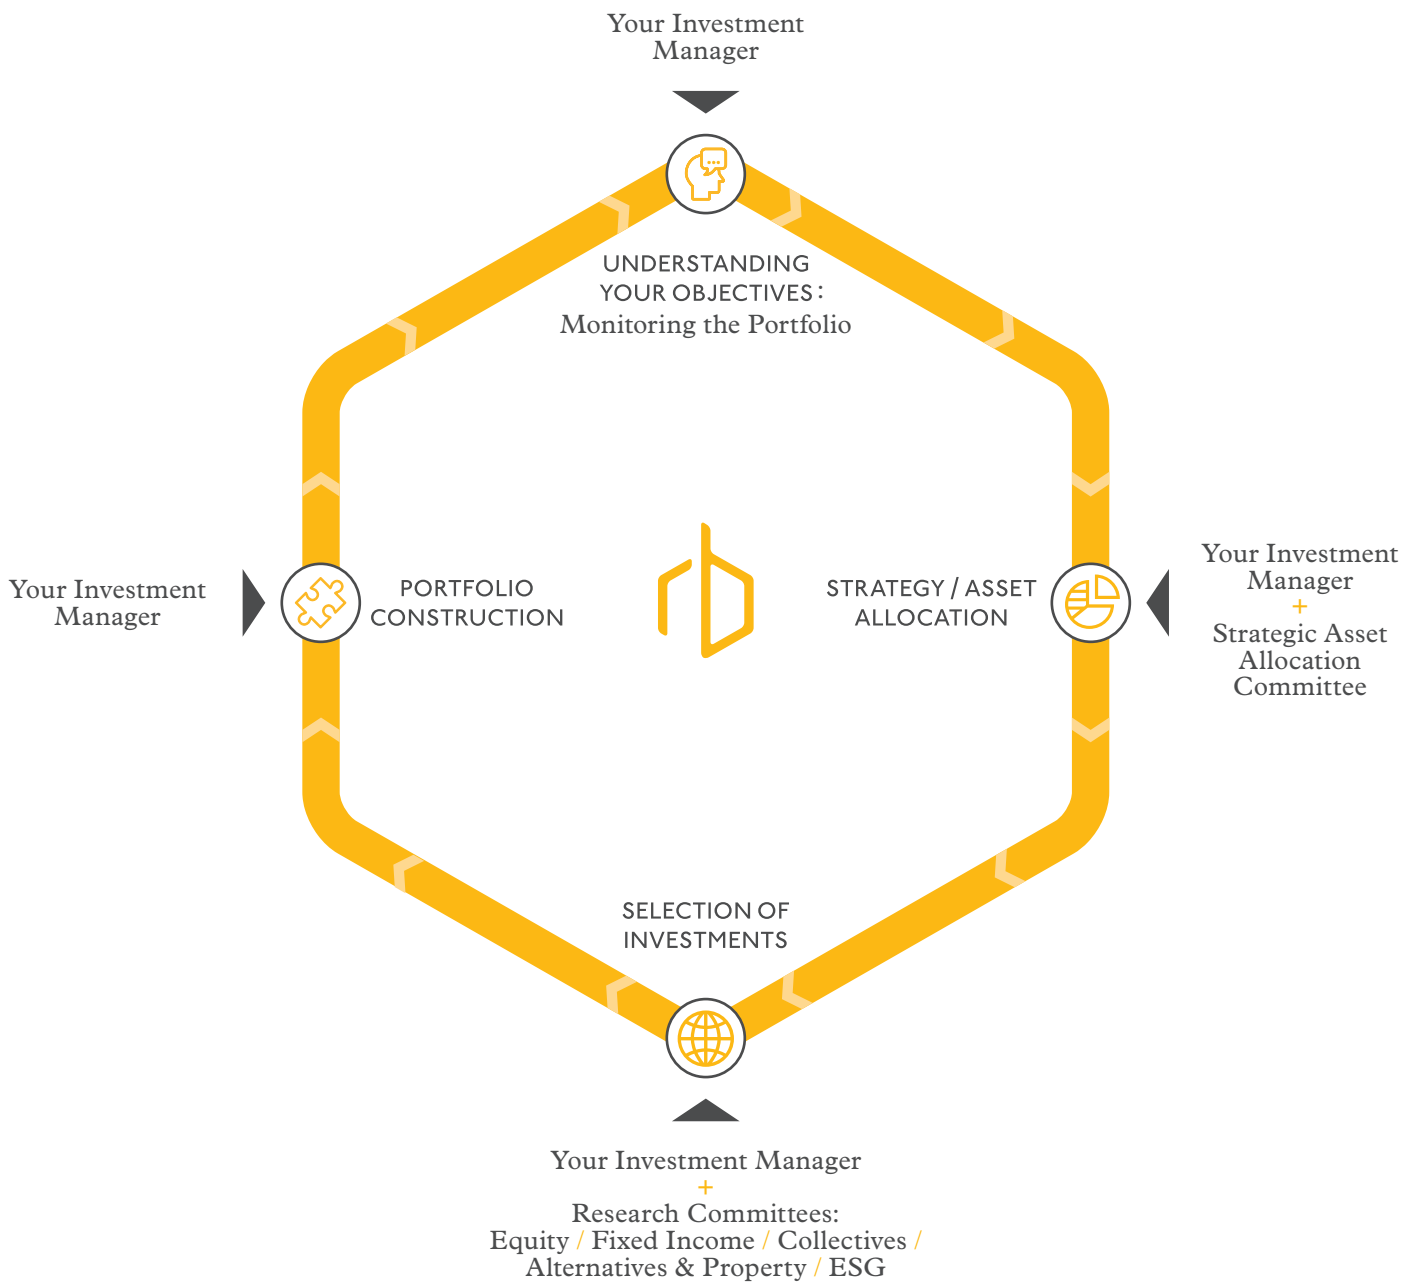 Your Investment
Manager
UNDERSTANDING
YOUR OBJECTIVES:
Monitoring the Portfolio
Your Investment
Manager
PORTFOLIO
CONSTRUCTION
STRATEGY / ASSET
ALLOCATION
Your Investment
Manager
+
Strategic Asset
Allocation
Committee
SELECTION OF
INVESTMENTS
Your Investment Manager
+
Research Committees:
Equity / Fixed Income / Collectives /
Alternatives & Property / ESG